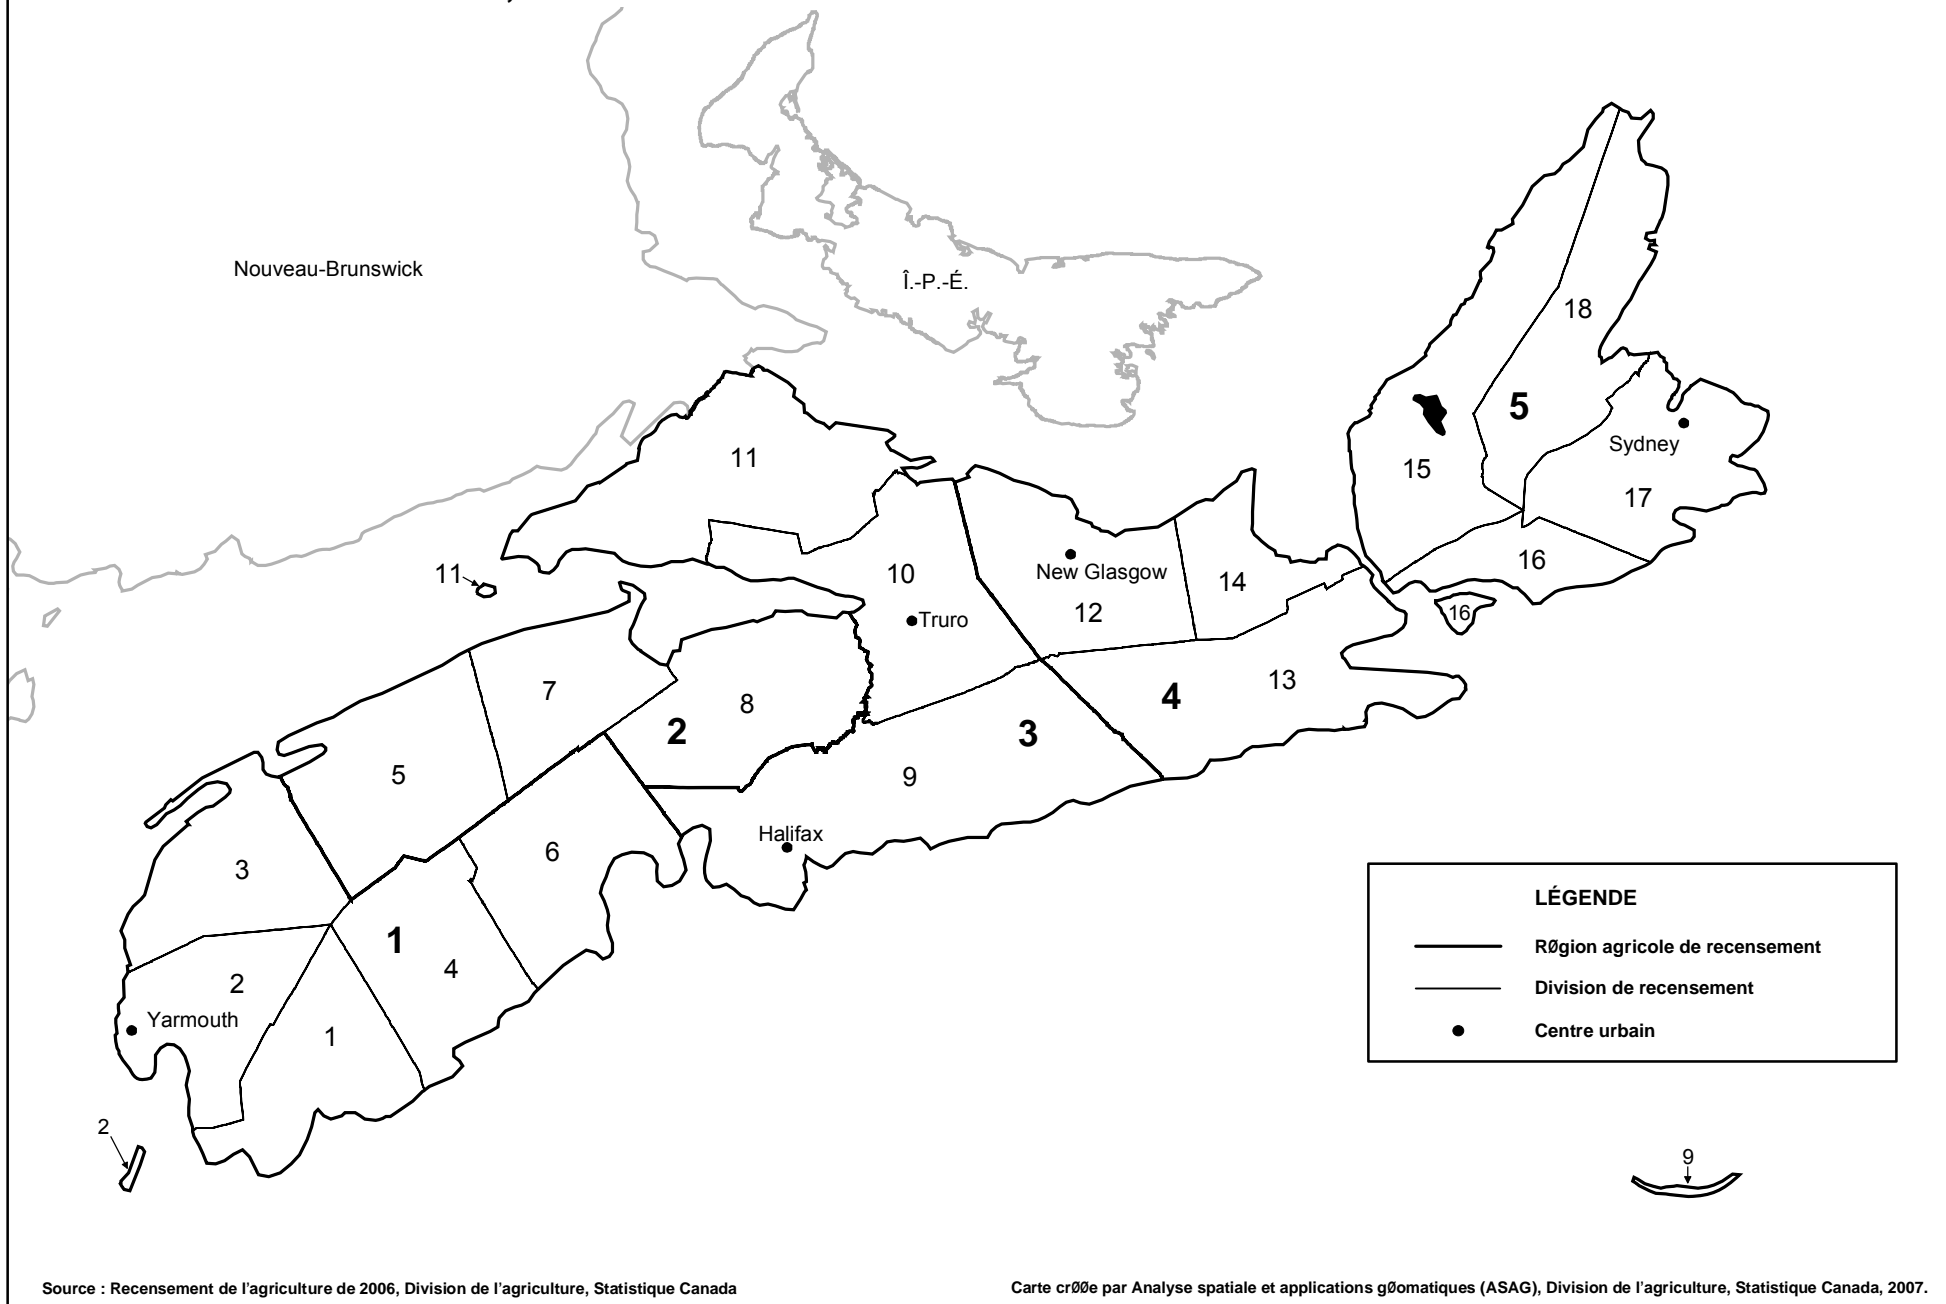 Nouveau-Brunswick
Î.-P.-É.
18
5
Sydney
15
17
16
16
11
11
10
Truro
New Glasgow
12
14
13
4
3
9
Halifax
7
8
2
5
6
3
1
4
2
Yarmouth
1
2
9
LÉGENDE
RØgion agricole de recensement
Division de recensement
Centre urbain
Source : Recensement de l'agriculture de 2006, Division de l'agriculture, Statistique Canada
Carte crØØe par Analyse spatiale et applications gØomatiques (ASAG), Division de l'agriculture, Statistique Canada, 2007.